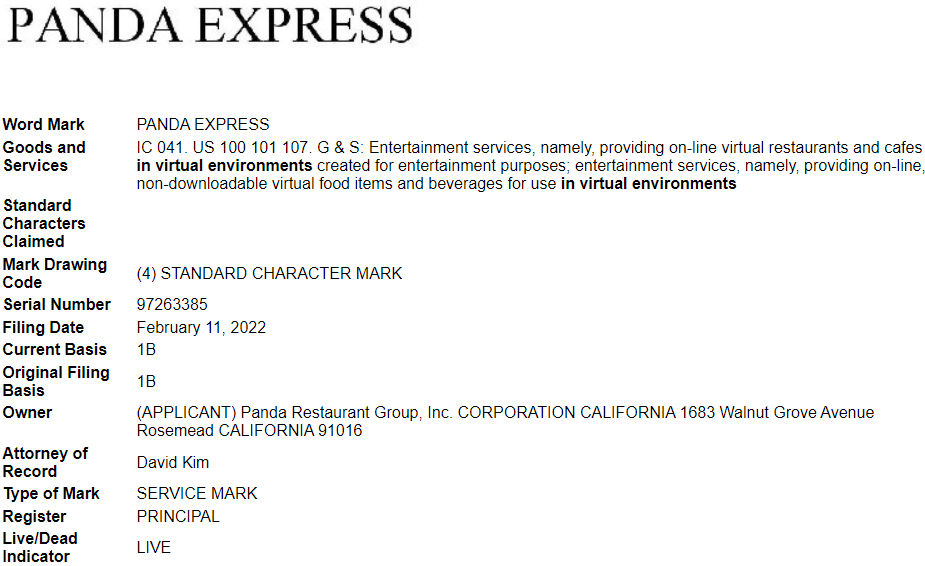 PANDA EXPRESS
Word Mark PANDA EXPRESS
Goods and Services IC 041. US 100 101 107. G & S: Entertainment services, namely, providing on-line virtual restaurants and cafes
in virtual environments created for entertainment purposes; entertainment services, namely, providing on-line,
non-downloadable virtual food items and beverages for use in virtual environments
Standard
Characters
Claimed
Mark Drawing
Code (4) STANDARD CHARACTER MARK
Serial Number 97263385
Filing Date February 11, 2022
Current Basis 1B
Original Filing
Basis 1B
Owner (APPLICANT) Panda Restaurant Group, Inc. CORPORATION CALIFORNIA 1683 Walnut Grove Avenue
Rosemead CALIFORNIA 91016
Attorney of
Record David Kim
Type of Mark SERVICE MARK
Register PRINCIPAL
Live/Dead
Indicator LIVE